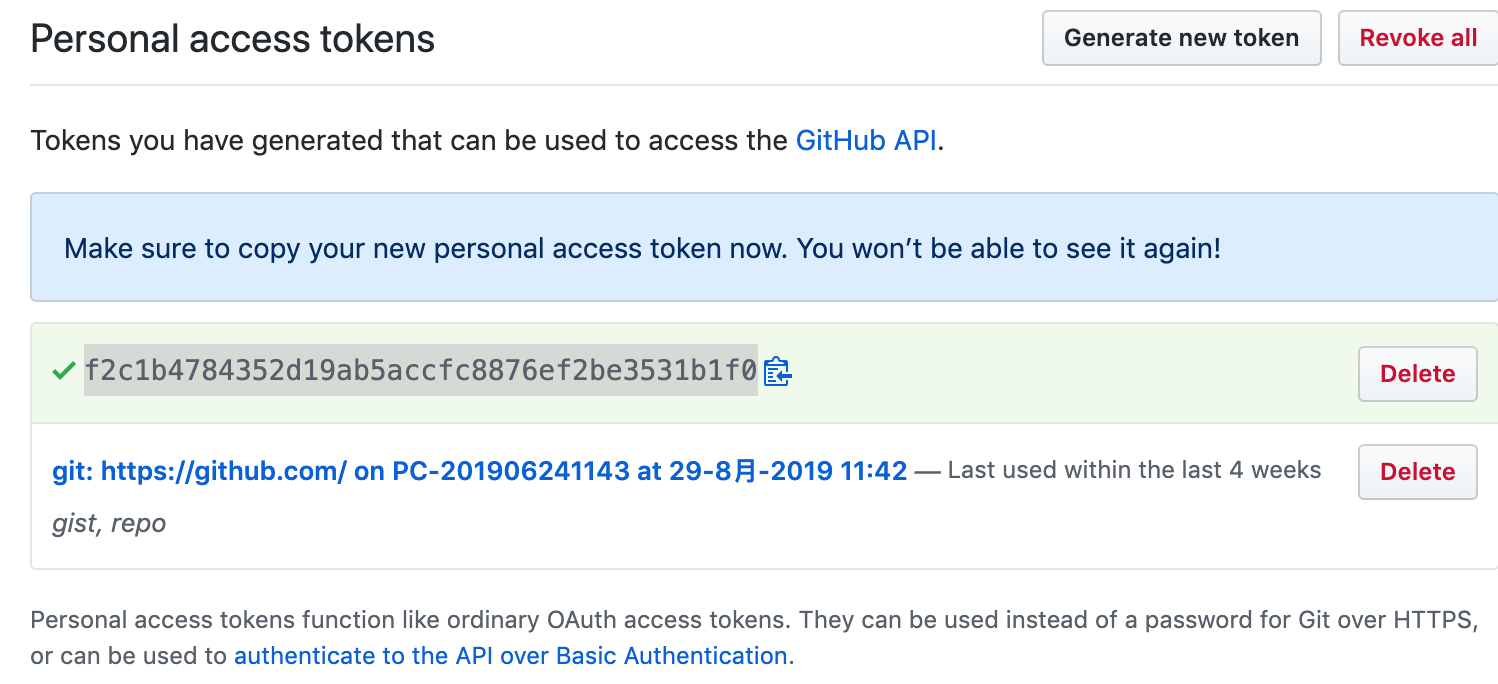 Personal access tokens
Generate new token
Revoke all
Tokens you have generated that can be used to access the GitHub API.
Make sure to copy your new personal access token now. You won’t be able to see it again!
f2c1b4784352d19ab5accfc8876ef2be3531b1f0
Delete
git: https://github.com/ on PC-201906241143 at 29-8月-2019 11:42 — Last used within the last 4 weeks
Delete
gist, repo
Personal access tokens function like ordinary OAuth access tokens. They can be used instead of a password for Git over HTTPS,
or can be used to authenticate to the API over Basic Authentication.